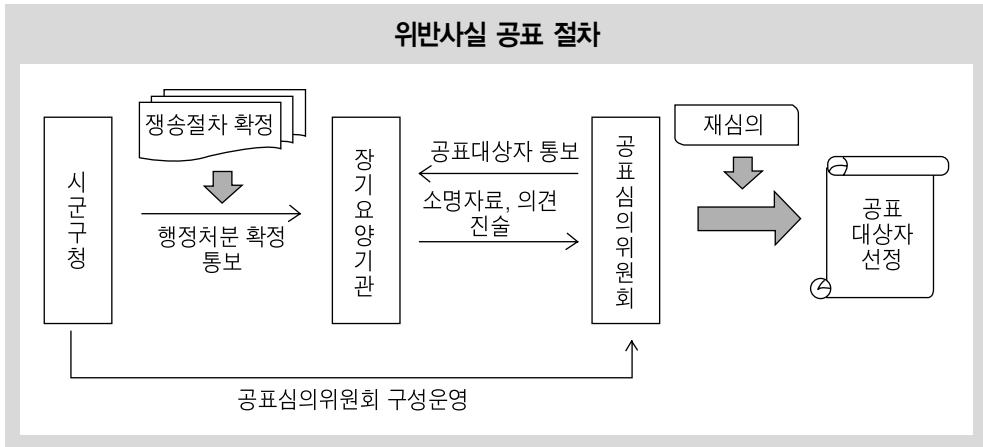 위반사실 공표 절차
시군구청
쟁송절차 확정
행정처분 확정
통보
장기요양기관
공표대상자 통보
소명자료, 의견
진술
공표심의위원회
재심의
공표
대상자
선정
공표심의위원회 구성운영